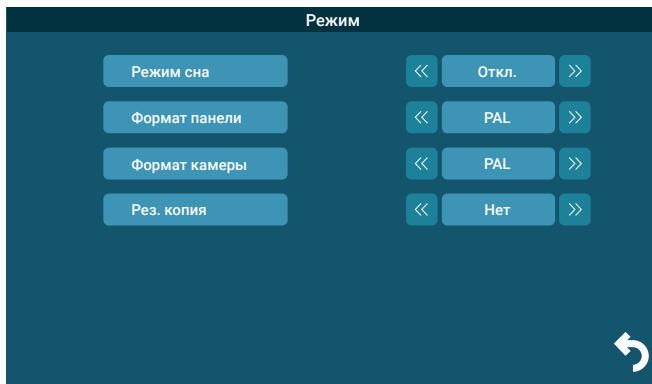 Режим
Режим сна Откл.
Формат панели PAL
Формат камеры PAL
Рез. копия Нет